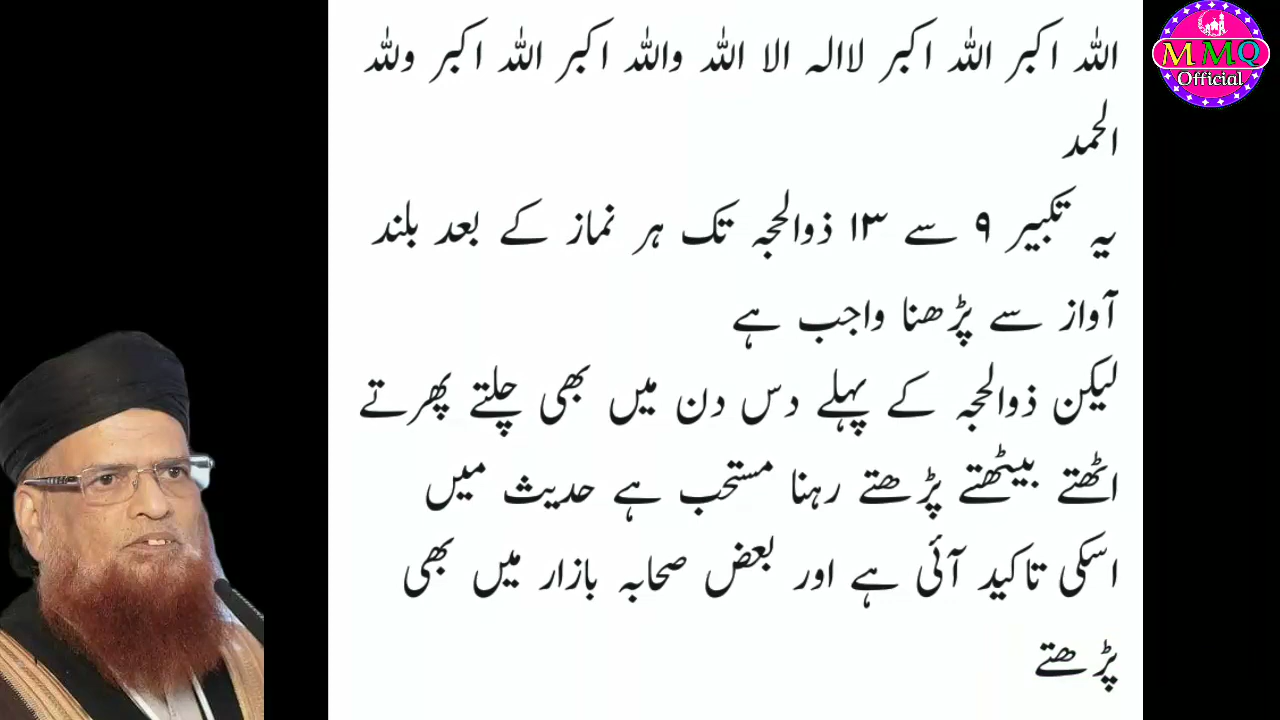 اللہ اکبر اللہ اکبر لاالہ الا اللہ واللہ اکبر اللہ اکبر وللہ
الحمد
یہ تکبیر ۹ سے ۱۳ ذوالحجہ تک ہر نماز کے بعد بلند
آواز سے پڑھنا واجب ہے
لیکن ذوالحجہ کے پہلے دس دن میں بھی چلتے پھرتے
اٹھتے بیٹھتے پڑھتے رہنا مستحب ہے حدیث میں
اسکی تاکید آئی ہے اور بعض صحابہ بازار میں بھی
پڑھتے
MMQ
Official